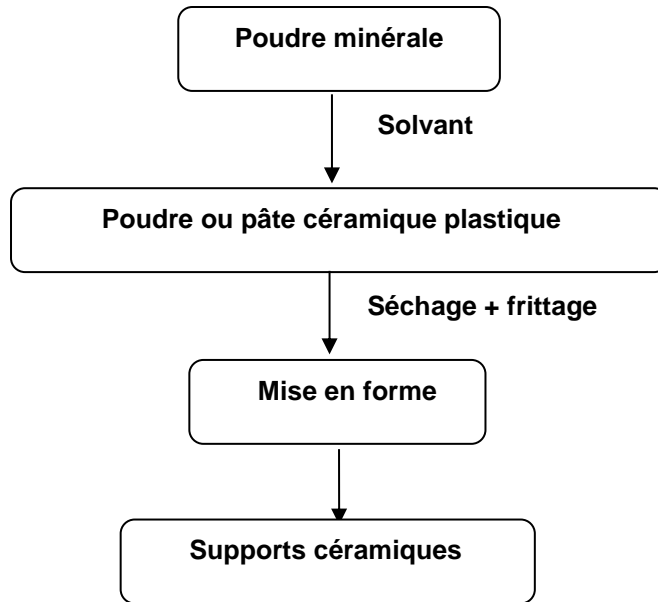 Poudre minérale
Solvant
Poudre ou pâte céramique plastique
Séchage + frittage
Mise en forme
Supports céramiques